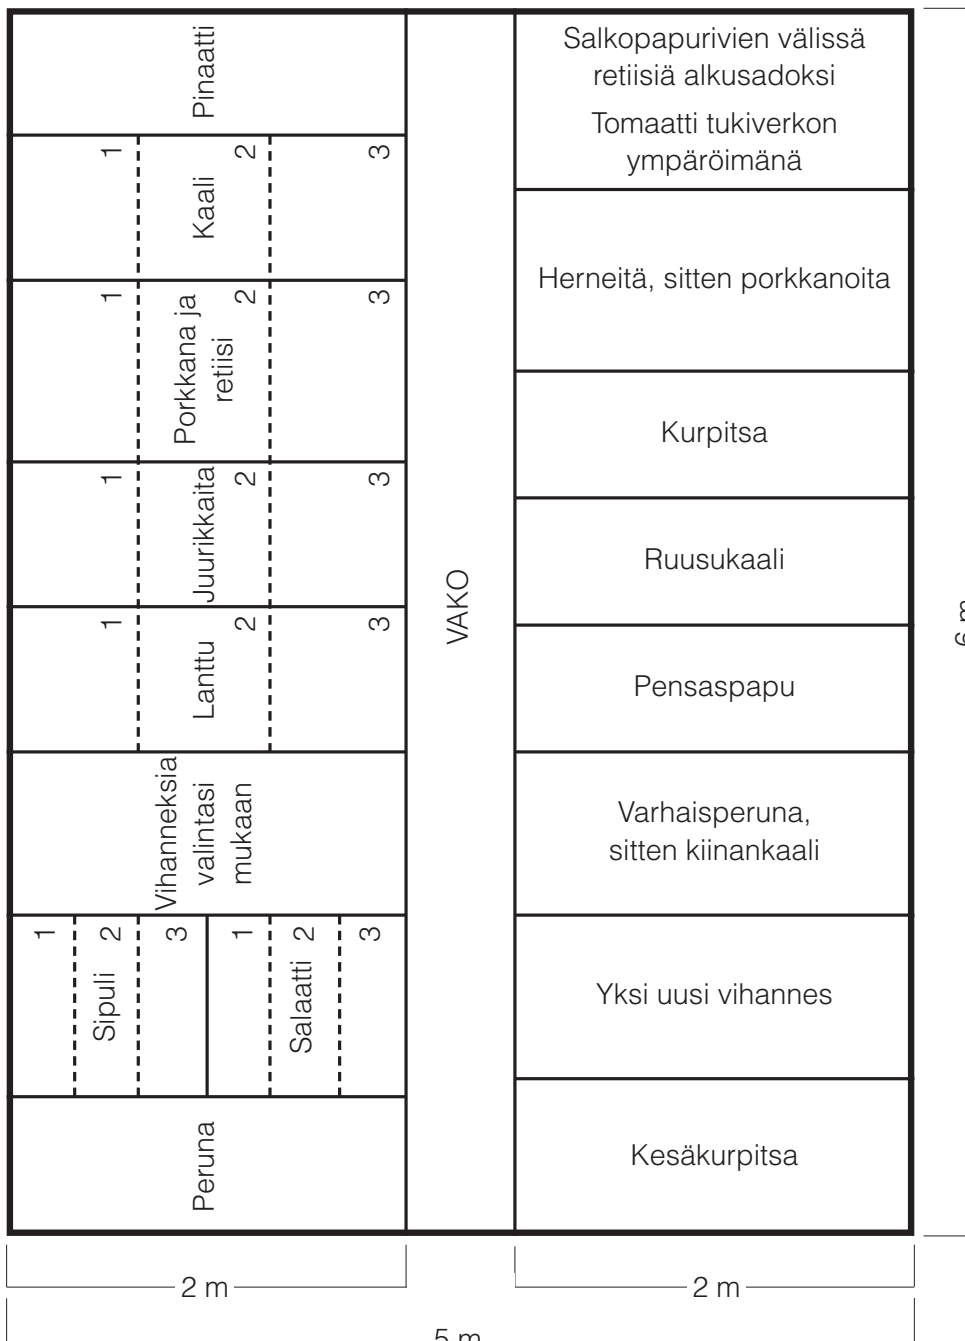 Pinaatti
1
2
3
Kaali
1
2
3
Porkkana ja
retiisi
1
2
3
Juurikkaita
1
2
3
Lanttu
Vihanneksia
valintasi
mukaan
1
2
3
Sipuli
1
2
3
Salaatti
Peruna
VAKO
Salkopapurivien välissä
retiisiä alkusadoksi
Tomaatti tukiverkon
ympäröimänä
Herneitä, sitten porkkanoita
Kurpitsa
Ruusukaali
Pensaspapu
Varhaisperuna,
sitten kiinankaali
Yksi uusi vihannes
Kesäkurpitsa
6 m
2 m
2 m
5 m